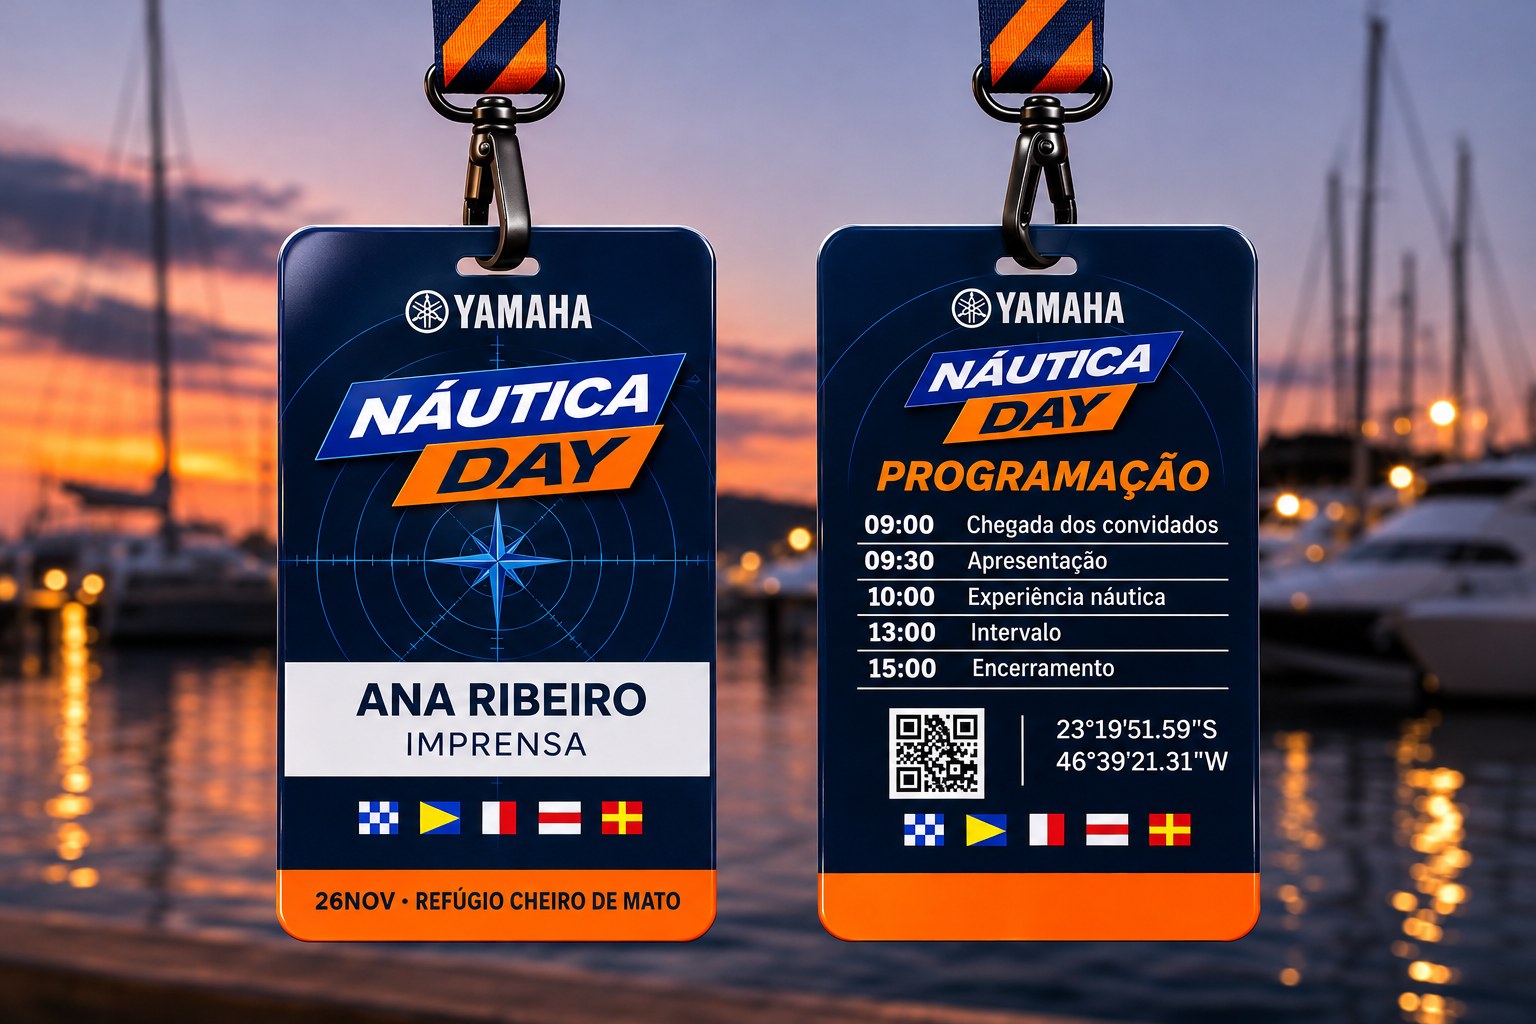 YAMAHA
NÁUTICA
DAY
ANA RIBEIRO
IMPRENSA
26NOV • REFÚGIO CHEIRO DE MATO
YAMAHA
NÁUTICA
DAY
PROGRAMAÇÃO
09:00 Chegada dos convidados
09:30 Apresentação
10:00 Experiência náutica
13:00 Intervalo
15:00 Encerramento
23°19'51.59"S
46°39'21.31"W